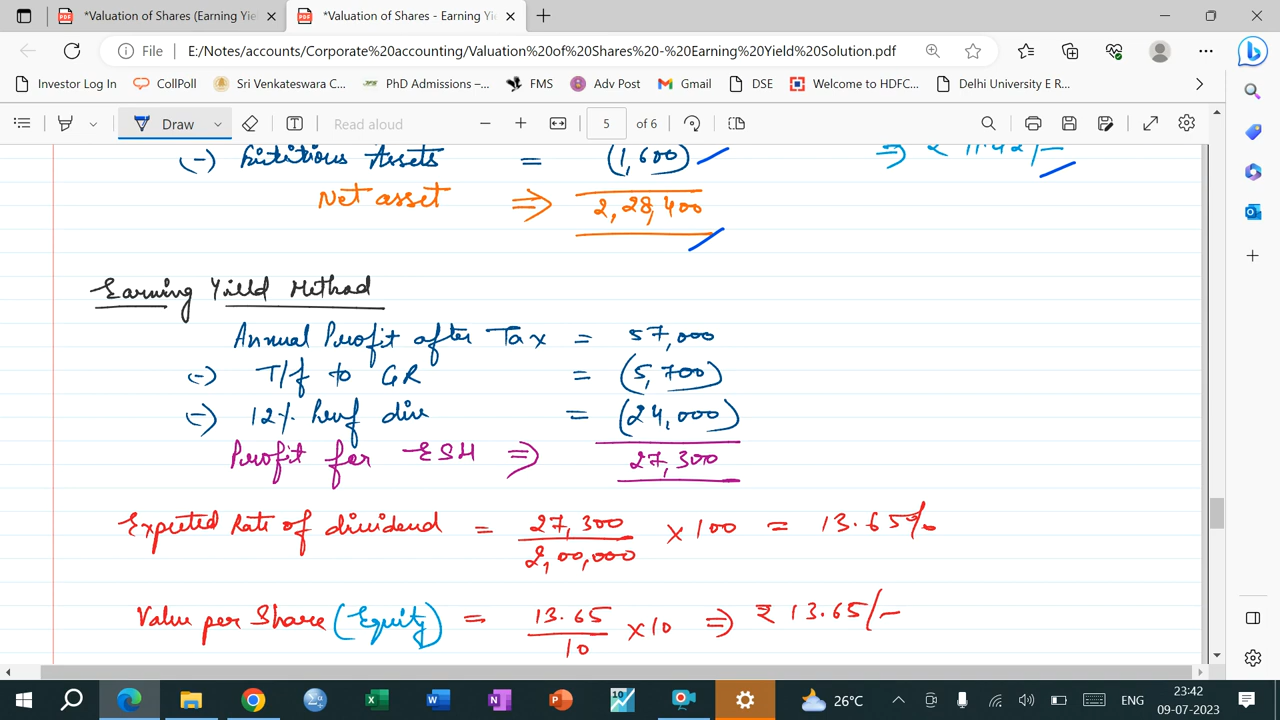 *Valuation of Shares (Earning Yie
*Valuation of Shares - Earning Yi
File
E:/Notes/accounts/Corporate%20accounting/Valuation%20of%20Shares%20-%20Earning%20Yield%20Solution.pdf
Investor Log In
CollPoll
Sri Venkateswara C...
PhD Admissions –...
FMS
Adv Post
Gmail
DSE
Welcome to HDFC...
Delhi University E R...
Draw
Read aloud
5 of 6
(-) Fictitious Assets = (1,600)
⇒ ₹ 11.42/-
Net asset ⇒ 2,28,400
Earning Yield Method
Annual Profit after Tax = 57,000
(-) T/f to GR = (5,700)
(-) 12% Pref div = (24,000)
Profit for ESH ⇒ 27,300
Expected Rate of dividend = 27,300 / 2,00,000 × 100 = 13.65%
Value per Share (Equity) = 13.65 / 10 × 10 ⇒ ₹ 13.65/-
10
26°C
ENG
23:42
09-07-2023